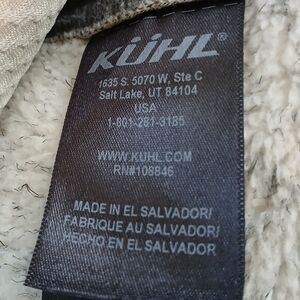 KÜHL®
1635 S. 5070 W, Ste C
Salt Lake, UT 84104
USA
1-801-281-3185
WWW.KUHL.COM
RN#108846
MADE IN EL SALVADOR/
FABRIQUE AU SALVADOR/
HECHO EN EL SALVADOR